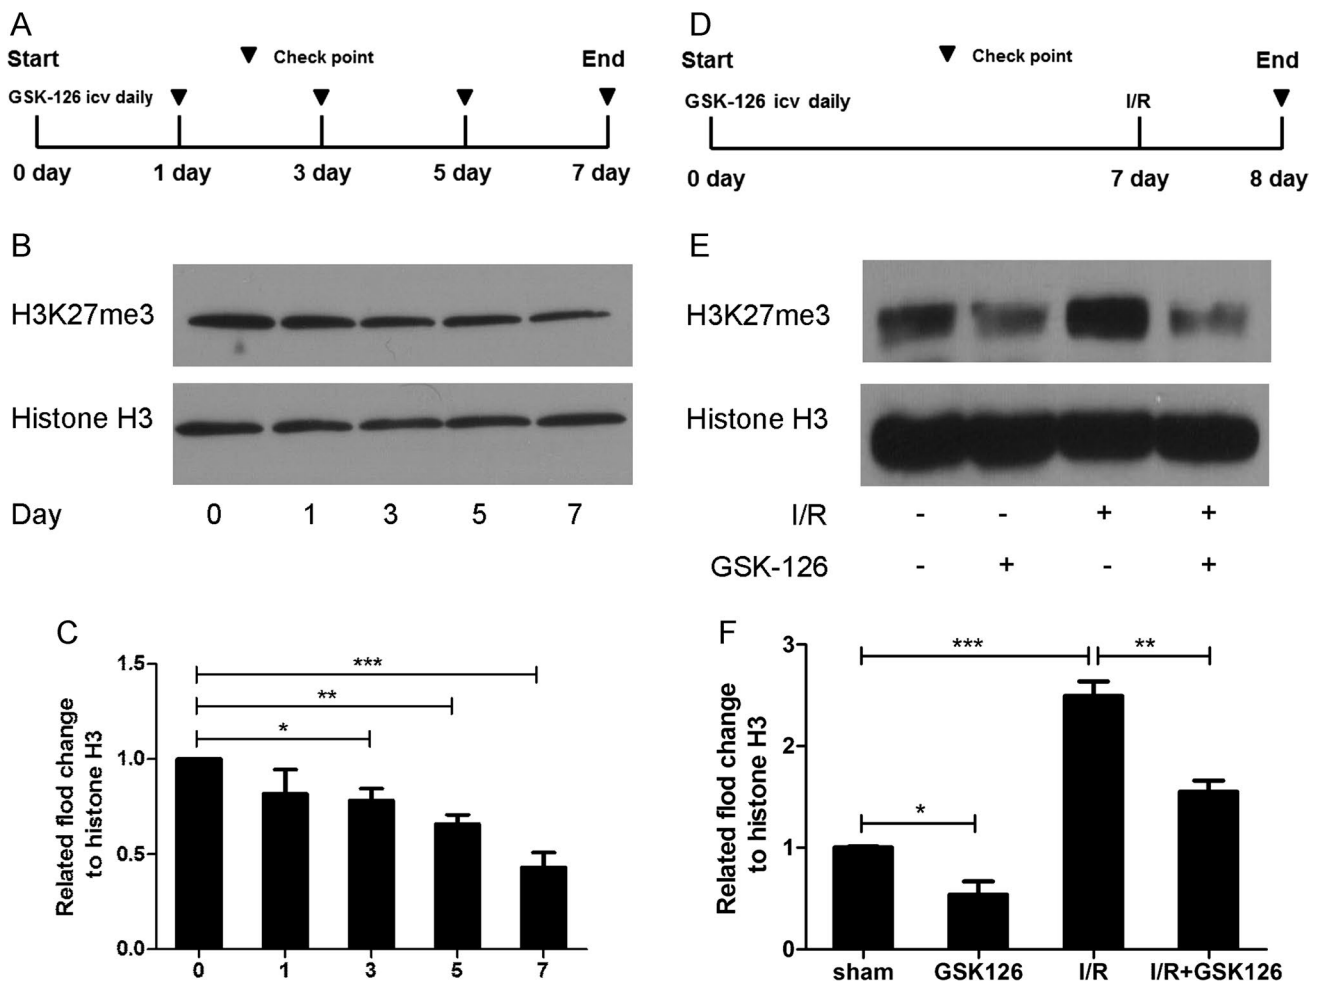 A
Start
Check point
End
GSK-126 icv daily
0 day
1 day
3 day
5 day
7 day
B
H3K27me3
Histone H3
Day
0
1
3
5
7
C
Related flod change
to histone H3
1.5
1.0
0.5
0.0
***
**
*
0
1
3
5
7
D
Start
Check point
End
GSK-126 icv daily
I/R
0 day
7 day
8 day
E
H3K27me3
Histone H3
I/R - - + +
GSK-126 - + - +
F
Related flod change
to histone H3
3
2
1
0
***
**
*
sham
GSK126
I/R
I/R+GSK126